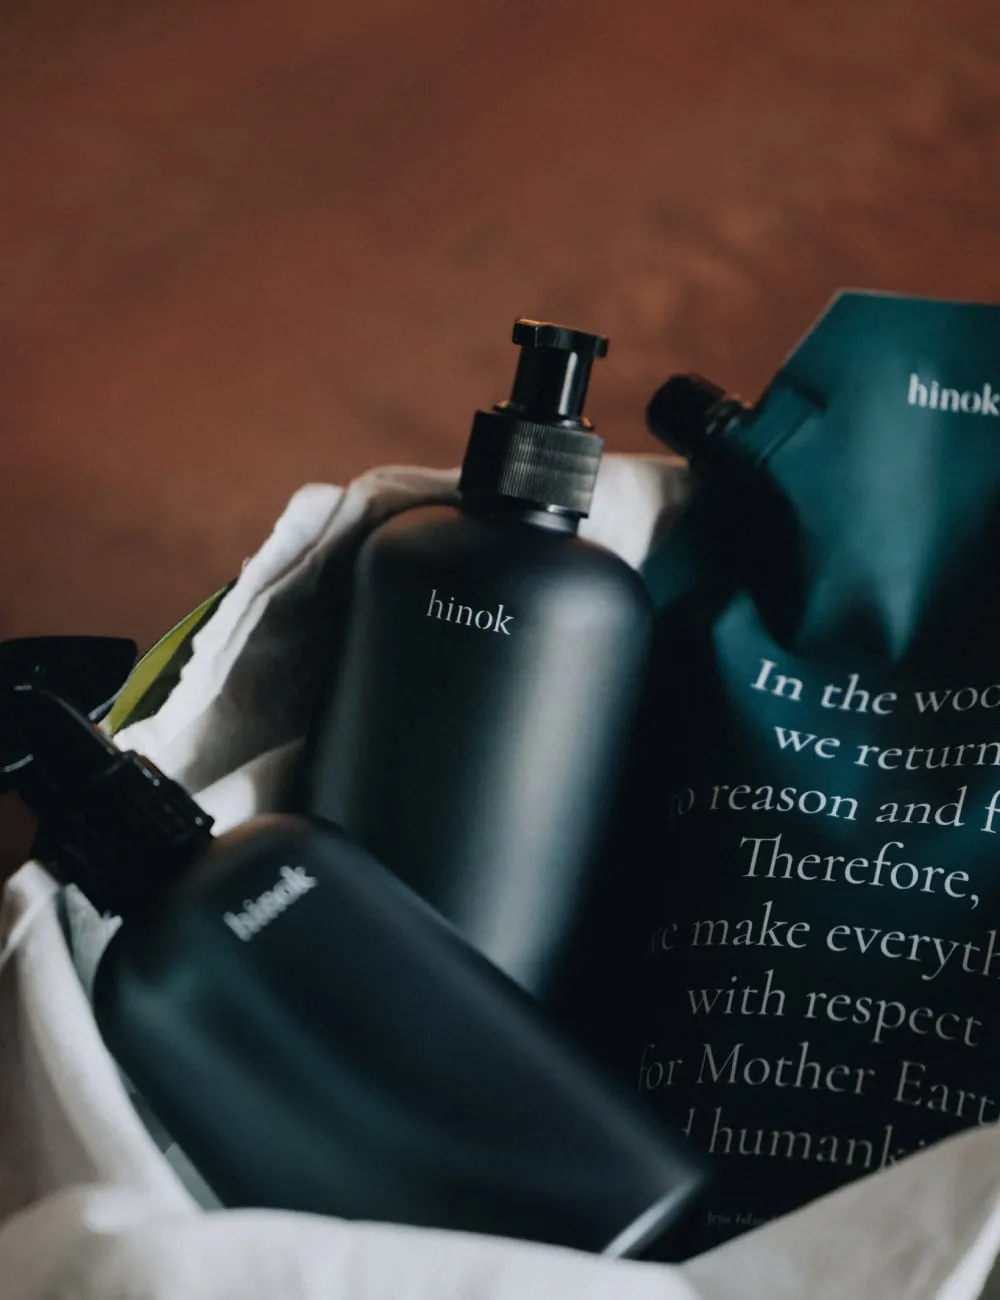 hinok
hinok
hinok
In the woo
we return
o reason and f
Therefore,
e make everyth
with respect
for Mother Eart
d humank